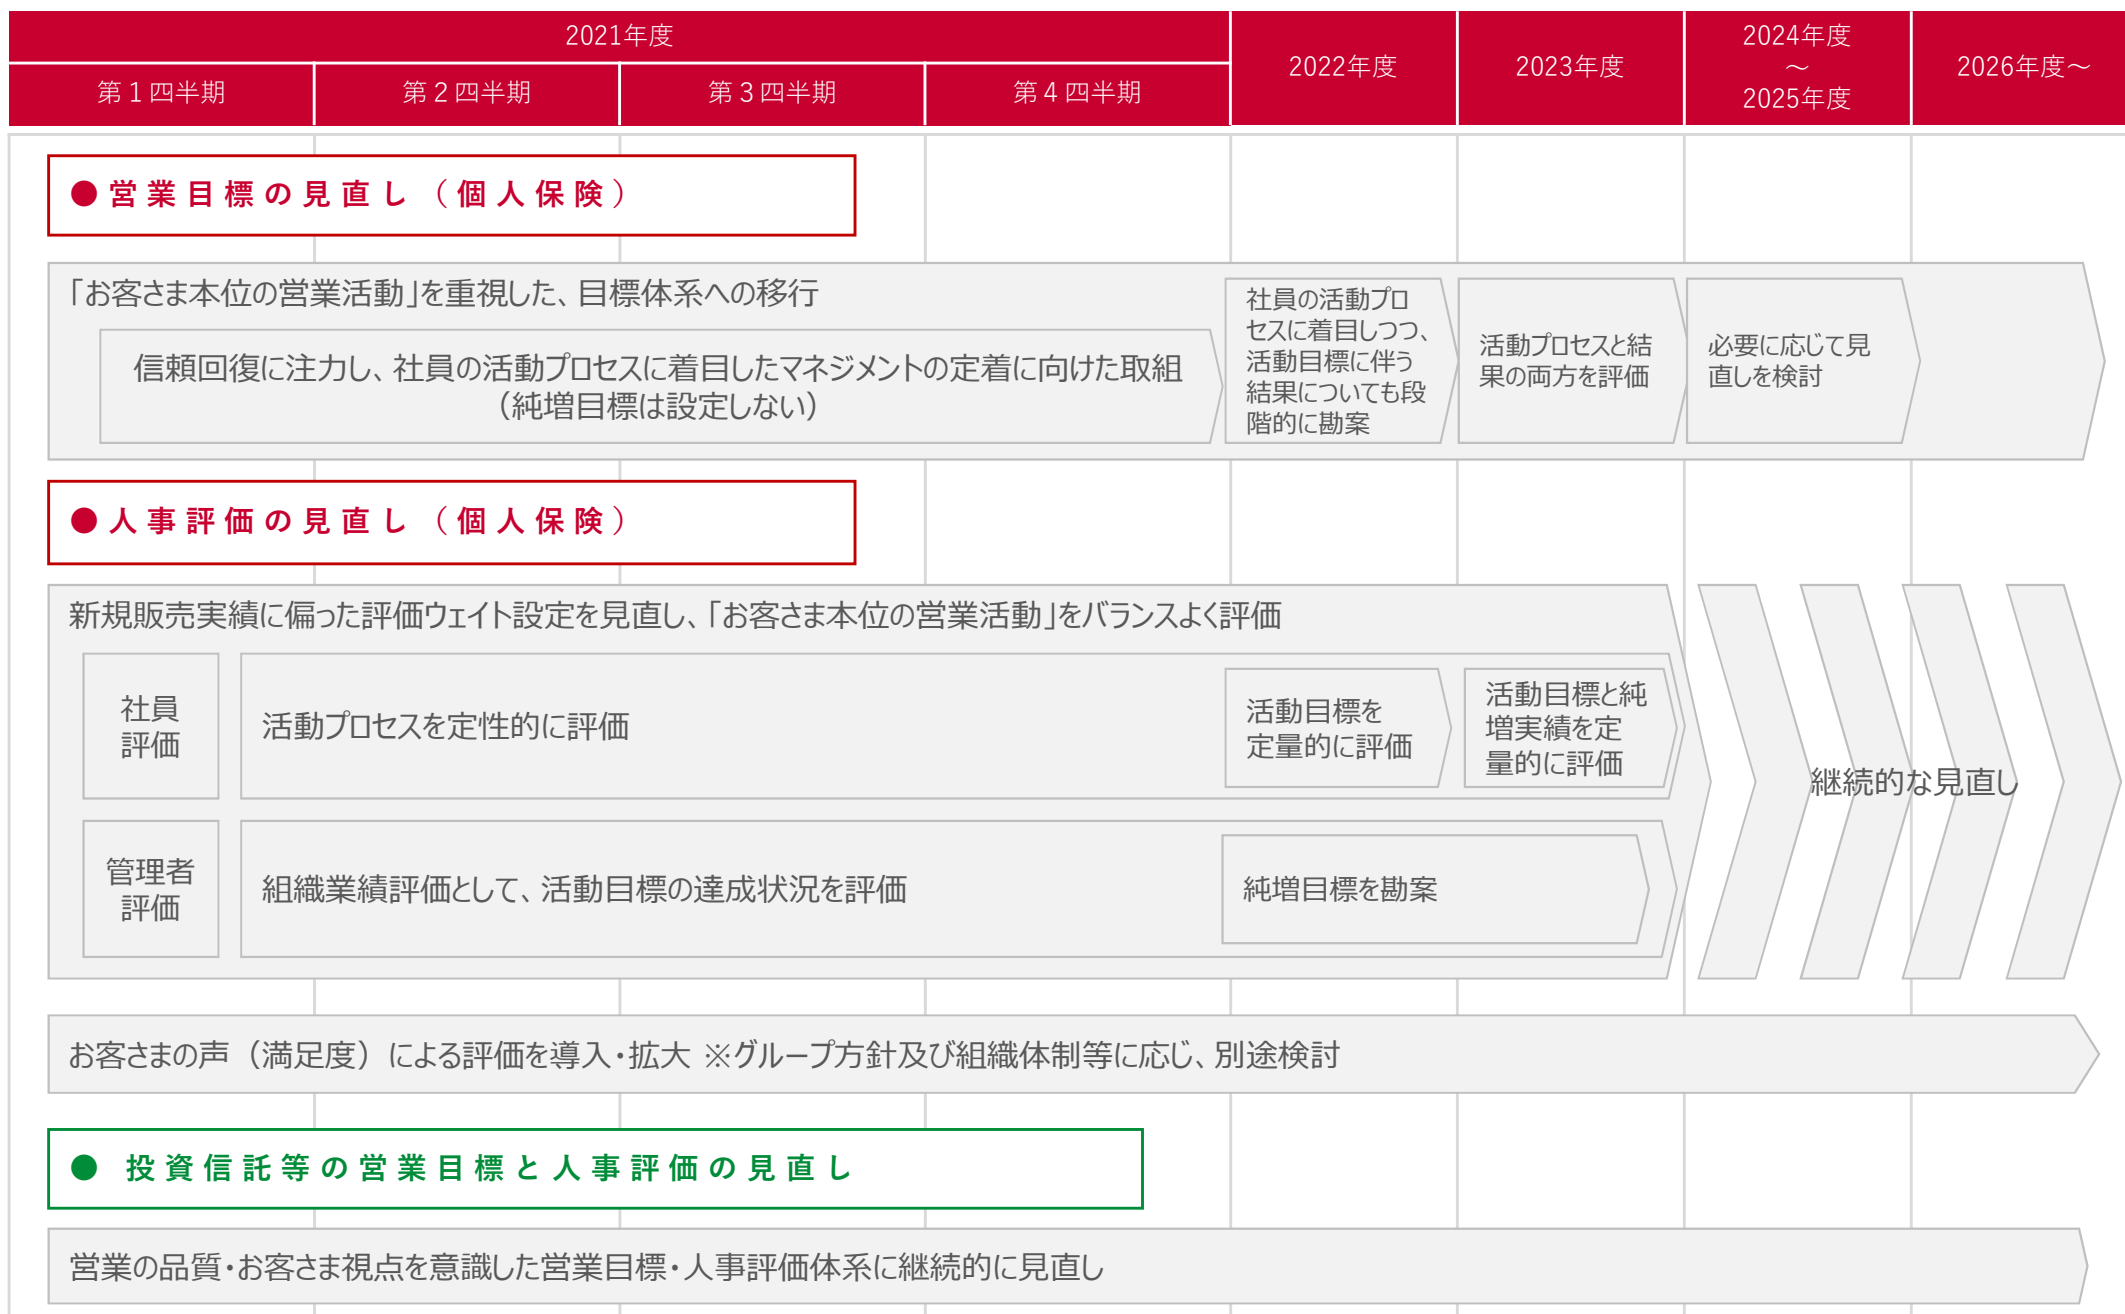 2021年度
2022年度
2023年度
2024年度
～
2025年度
2026年度～
第１四半期
第２四半期
第３四半期
第４四半期
●営業目標の見直し（個人保険）
「お客さま本位の営業活動」を重視した、目標体系への移行
信頼回復に注力し、社員の活動プロセスに着目したマネジメントの定着に向けた取組
（純増目標は設定しない）
社員の活動プロ
セスに着目しつつ、
活動目標に伴う
結果についても段
階的に勘案
活動プロセスと結
果の両方を評価
必要に応じて見
直しを検討
●人事評価の見直し（個人保険）
新規販売実績に偏った評価ウェイト設定を見直し、「お客さま本位の営業活動」をバランスよく評価
社員
評価
活動プロセスを定性的に評価
活動目標を
定量的に評価
活動目標と純
増実績を定
量的に評価
継続的な見直し
管理者
評価
組織業績評価として、活動目標の達成状況を評価
純増目標を勘案
お客さまの声（満足度）による評価を導入・拡大 ※グループ方針及び組織体制等に応じ、別途検討
● 投資信託等の営業目標と人事評価の見直し
営業の品質・お客さま視点を意識した営業目標・人事評価体系に継続的に見直し